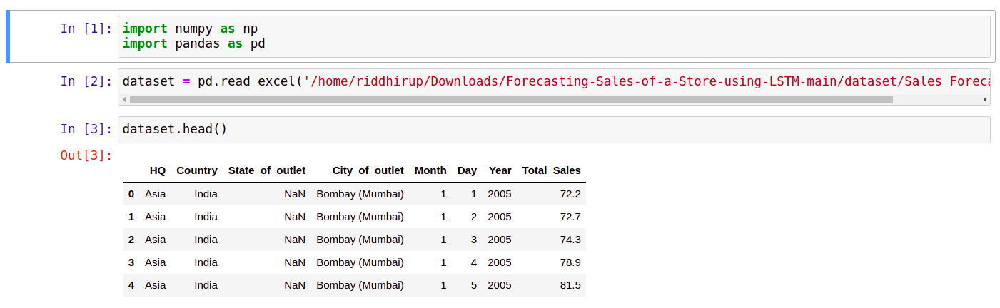 In [1]: import numpy as np
import pandas as pd
In [2]: dataset = pd.read_excel('/home/riddhirup/Downloads/Forecasting-Sales-of-a-Store-using-LSTM-main/dataset/Sales_Foreca
In [3]: dataset.head()
Out[3]:
HQ Country State_of_outlet City_of_outlet Month Day Year Total_Sales
0 Asia India NaN Bombay (Mumbai) 1 1 2005 72.2
1 Asia India NaN Bombay (Mumbai) 1 2 2005 72.7
2 Asia India NaN Bombay (Mumbai) 1 3 2005 74.3
3 Asia India NaN Bombay (Mumbai) 1 4 2005 78.9
4 Asia India NaN Bombay (Mumbai) 1 5 2005 81.5